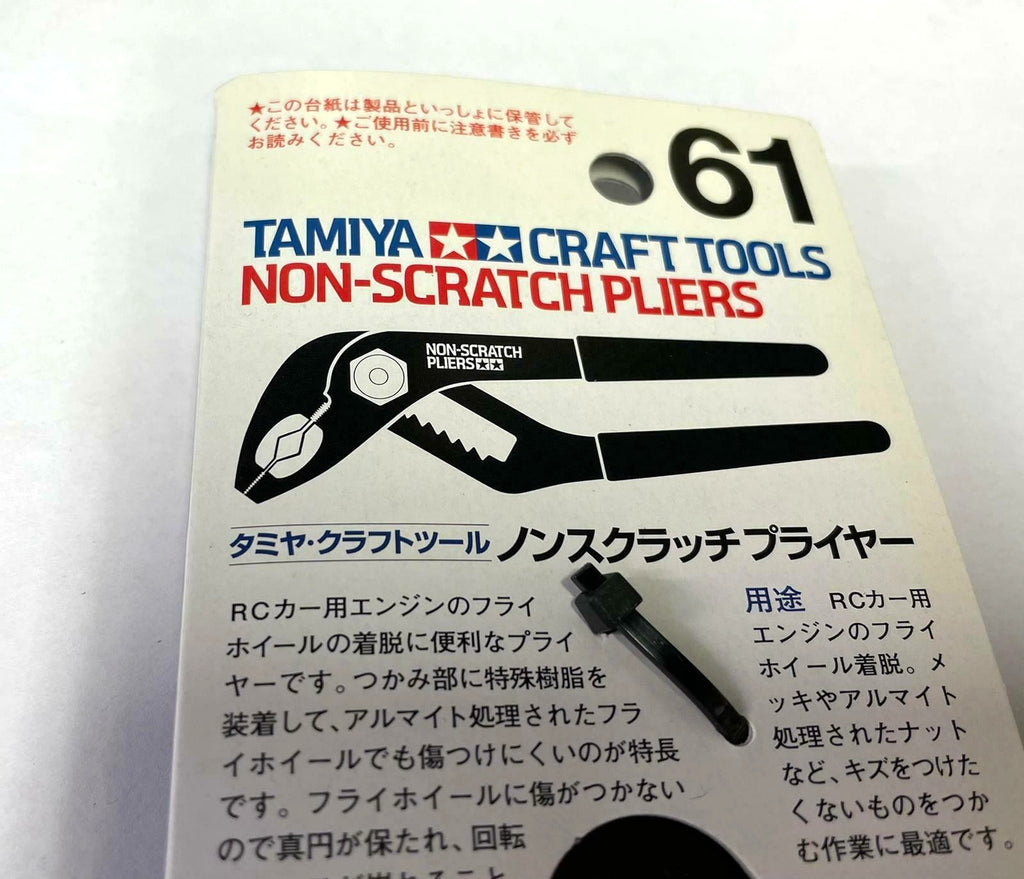 ★この台紙は製品といっしょに保管して
ください。★ご使用前に注意書きを必ず
お読みください。
61
TAMIYA CRAFT TOOLS
NON-SCRATCH PLIERS
NON-SCRATCH
PLIERS
タミヤ・クラフトツール ノンスクラッチプライヤー
RCカー用エンジンのフライ
ホイールの着脱に便利なプライ
ヤーです。つかみ部に特殊樹脂を
装着して、アルマイト処理されたフラ
イホイールでも傷つけにくいのが特長
です。フライホイールに傷がつかない
ので真円が保たれ、回転
用途 RCカー用
エンジンのフライ
ホイール着脱。メ
ッキやアルマイト
処理されたナット
など、キズをつけた
くないものをつか
む作業に最適です。